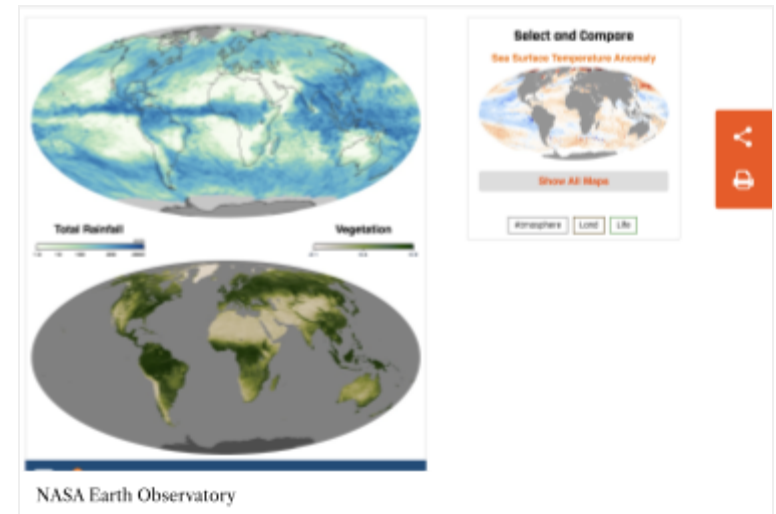 Select and Compare
Sea Surface Temperature Anomaly
Show All Maps
Atmosphere Land Life
Total Rainfall Vegetation
NASA Earth Observatory